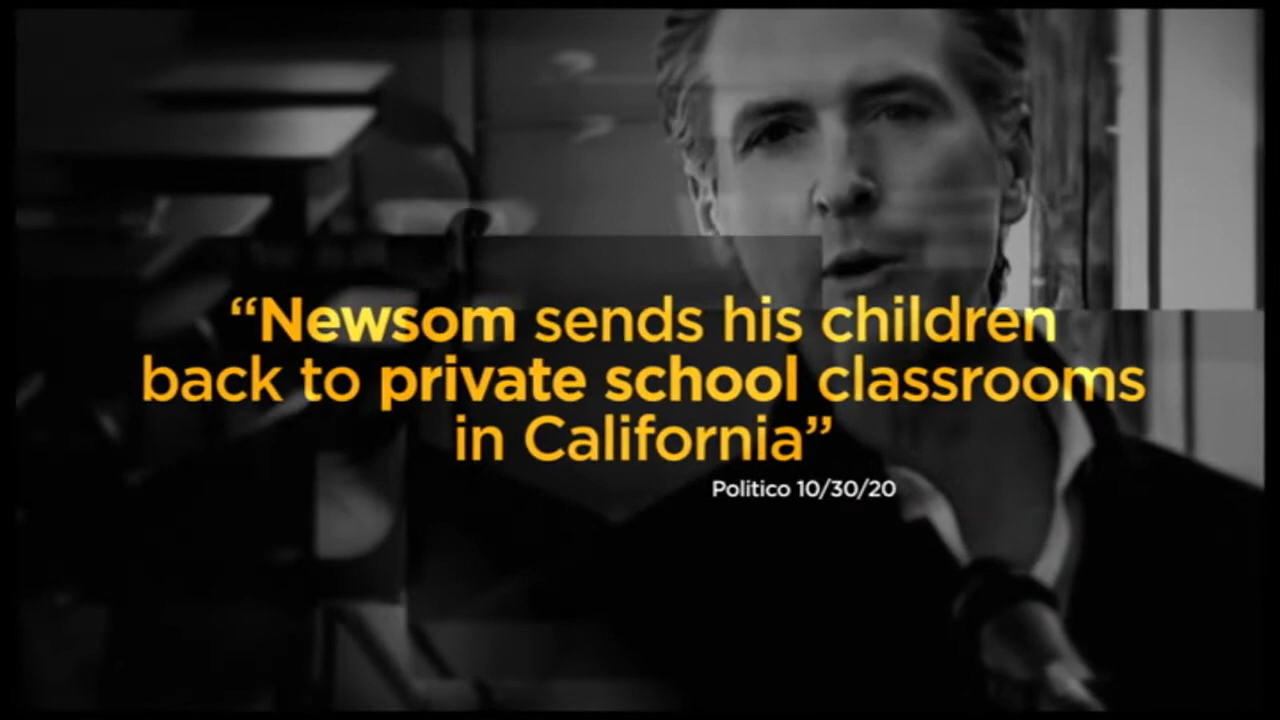 “Newsom sends his children
back to private school classrooms
in California”
Politico 10/30/20